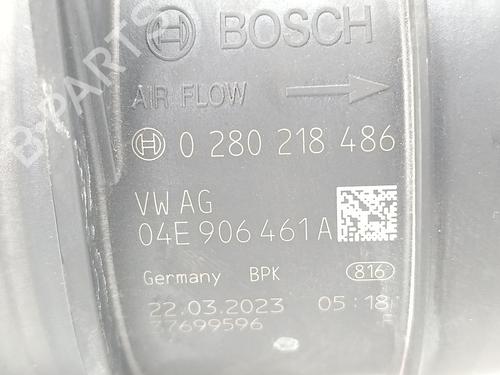 BOSCH
AIR FLOW
0 280 218 486
VW AG
04E 906 461 A
Germany BPK 816
22.03.2023 05:18
37699596
B-PARTS